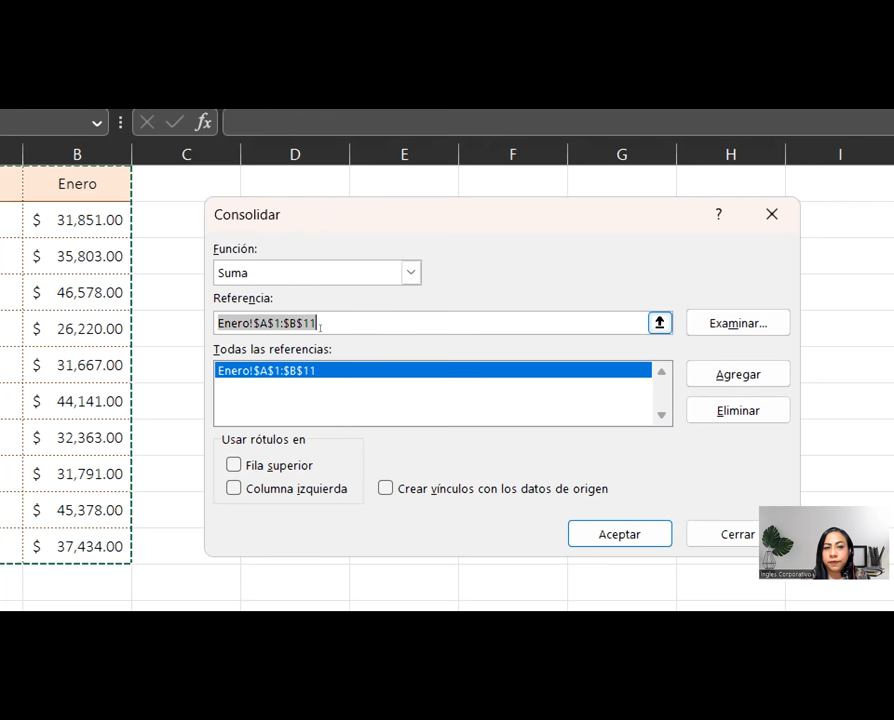 fx
B C D E F G H I
Enero
$ 31,851.00
$ 35,803.00
$ 46,578.00
$ 26,220.00
$ 31,667.00
$ 44,141.00
$ 32,363.00
$ 31,791.00
$ 45,378.00
$ 37,434.00
Consolidar
?
Función:
Suma
Referencia:
Enero!$A$1:$B$11
Examinar...
Todas las referencias:
Enero!$A$1:$B$11
Agregar
Eliminar
Usar rótulos en
Fila superior
Columna izquierda
Crear vínculos con los datos de origen
Aceptar
Cerrar
Ingles Corporativo